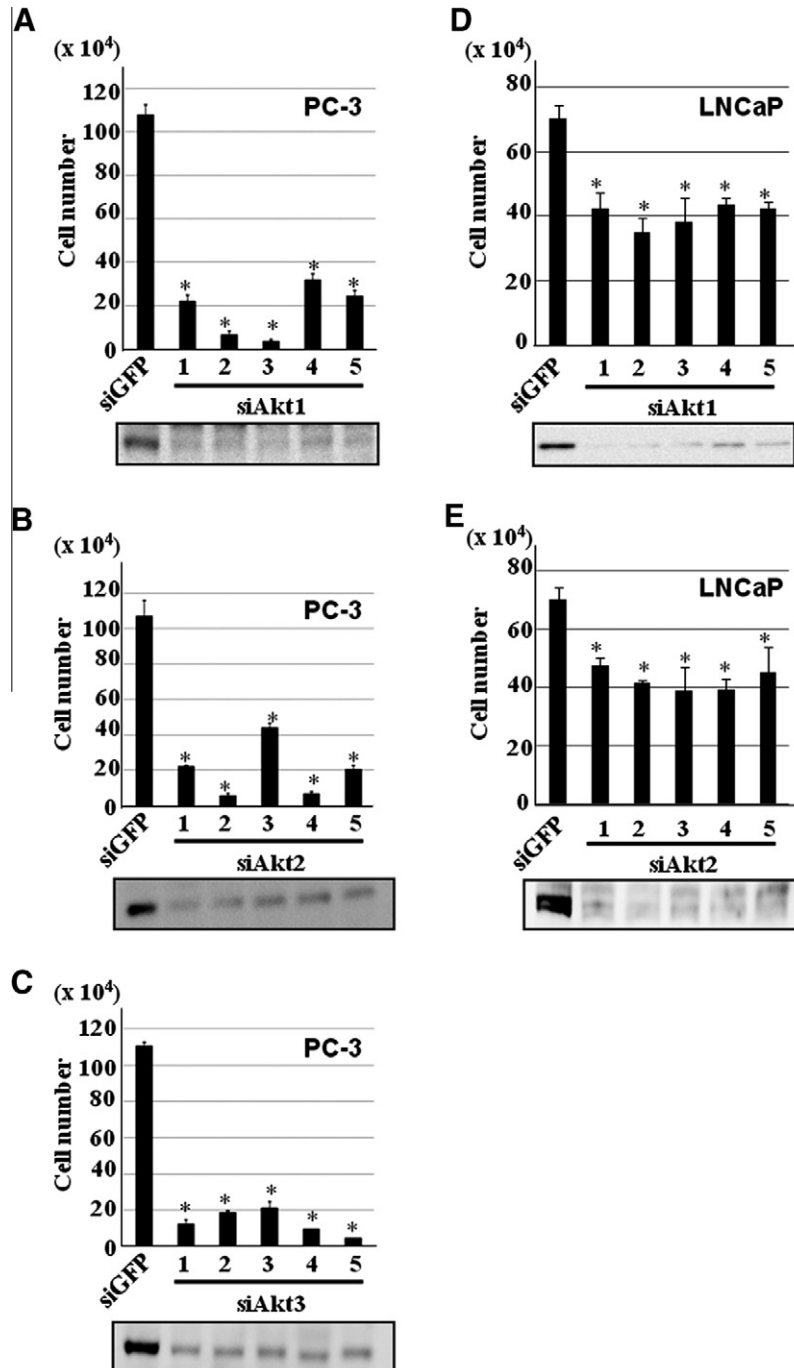 A
(x 10⁴)
PC-3
Cell number
120
100
80
60
40
20
0
* * * * *
siGFP 1 2 3 4 5
siAkt1
B
(x 10⁴)
PC-3
Cell number
120
100
80
60
40
20
0
* * * * *
siGFP 1 2 3 4 5
siAkt2
C
(x 10⁴)
PC-3
Cell number
120
100
80
60
40
20
0
* * * * *
siGFP 1 2 3 4 5
siAkt3
D
(x 10⁴)
LNCaP
Cell number
80
60
40
20
0
* * * * *
siGFP 1 2 3 4 5
siAkt1
E
(x 10⁴)
LNCaP
Cell number
80
60
40
20
0
* * * * *
siGFP 1 2 3 4 5
siAkt2